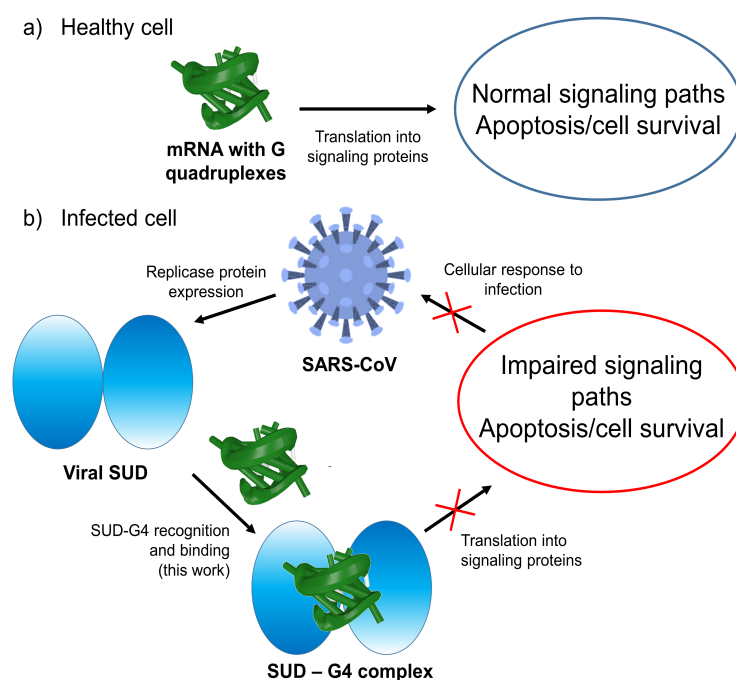 a) Healthy cell
mRNA with G
quadruplexes
Translation into
signaling proteins
Normal signaling paths
Apoptosis/cell survival
b) Infected cell
Replicase protein
expression
SARS-CoV
Cellular response to
infection
Impaired signaling
paths
Apoptosis/cell survival
Viral SUD
SUD-G4 recognition
and binding
(this work)
Translation into
signaling proteins
SUD – G4 complex